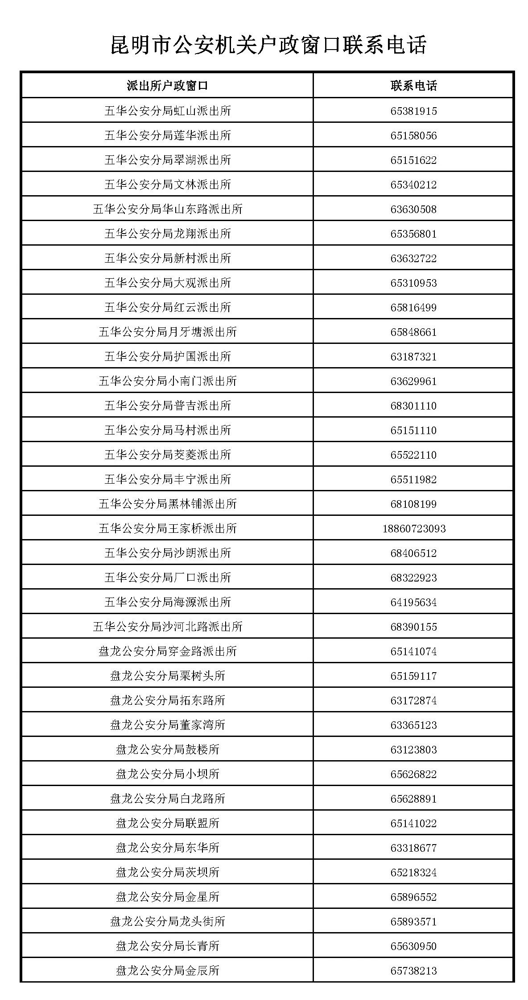 昆明市公安机关户政窗口联系电话
派出所户政窗口 联系电话
五华公安分局虹山派出所 65381915
五华公安分局莲华派出所 65158056
五华公安分局翠湖派出所 65151622
五华公安分局文林派出所 65340212
五华公安分局华山东路派出所 63630508
五华公安分局龙翔派出所 65356801
五华公安分局新村派出所 63632722
五华公安分局大观派出所 65310953
五华公安分局红云派出所 65816499
五华公安分局月牙塘派出所 65848661
五华公安分局护国派出所 63187321
五华公安分局小南门派出所 63629961
五华公安分局普吉派出所 68301110
五华公安分局马村派出所 65151110
五华公安分局茭菱派出所 65522110
五华公安分局丰宁派出所 65511982
五华公安分局黑林铺派出所 68108199
五华公安分局王家桥派出所 18860723093
五华公安分局沙朗派出所 68406512
五华公安分局厂口派出所 68322923
五华公安分局海源派出所 64195634
五华公安分局沙河北路派出所 68390155
盘龙公安分局穿金路派出所 65141074
盘龙公安分局栗树头所 65159117
盘龙公安分局拓东路所 63172874
盘龙公安分局董家湾所 63365123
盘龙公安分局鼓楼所 63123803
盘龙公安分局小坝所 65626822
盘龙公安分局白龙路所 65628891
盘龙公安分局联盟所 65141022
盘龙公安分局东华所 63318677
盘龙公安分局茨坝所 65218324
盘龙公安分局金星所 65896552
盘龙公安分局龙头街所 65893571
盘龙公安分局长青所 65630950
盘龙公安分局金辰所 65738213